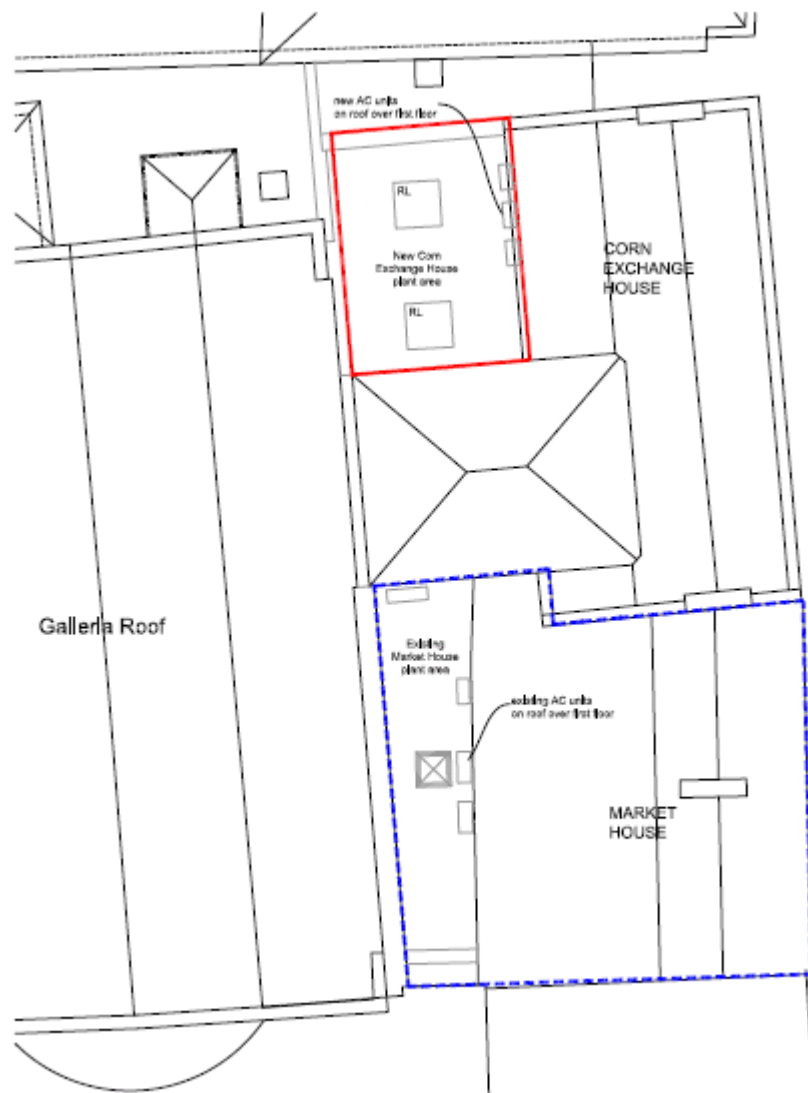 new AC units
on roof over first floor
RL
New Corn
Exchange House
plant area
RL
CORN
EXCHANGE
HOUSE
Galleria Roof
Existing
Market House
plant area
existing AC units
on roof over first floor
MARKET
HOUSE